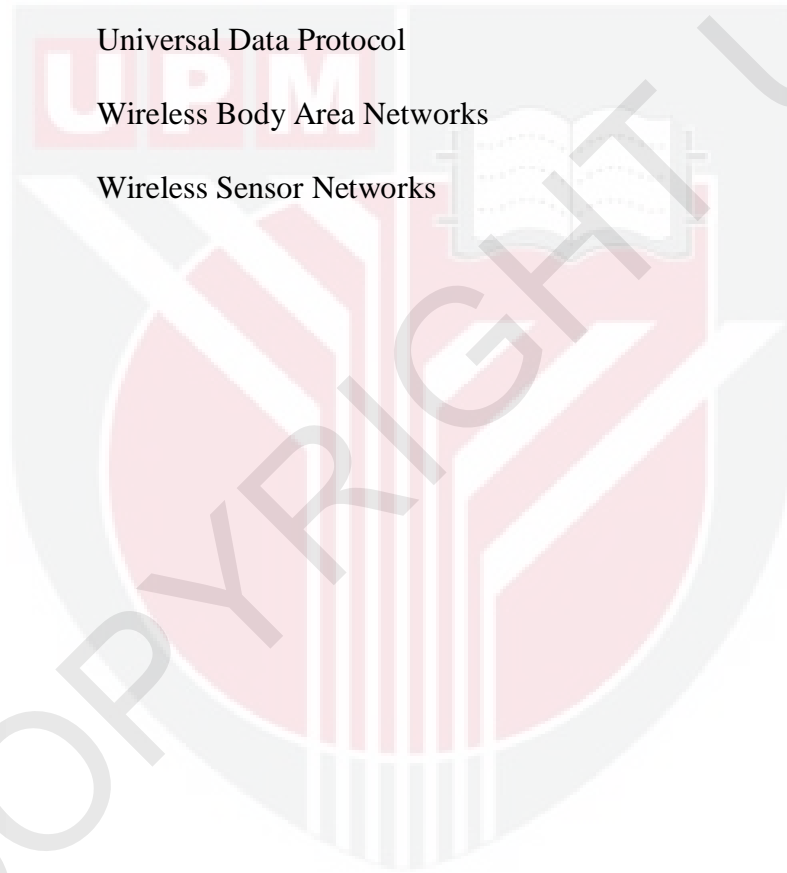 Universal Data Protocol
UPM
Wireless Body Area Networks
Wireless Sensor Networks
COPYRIGHT U